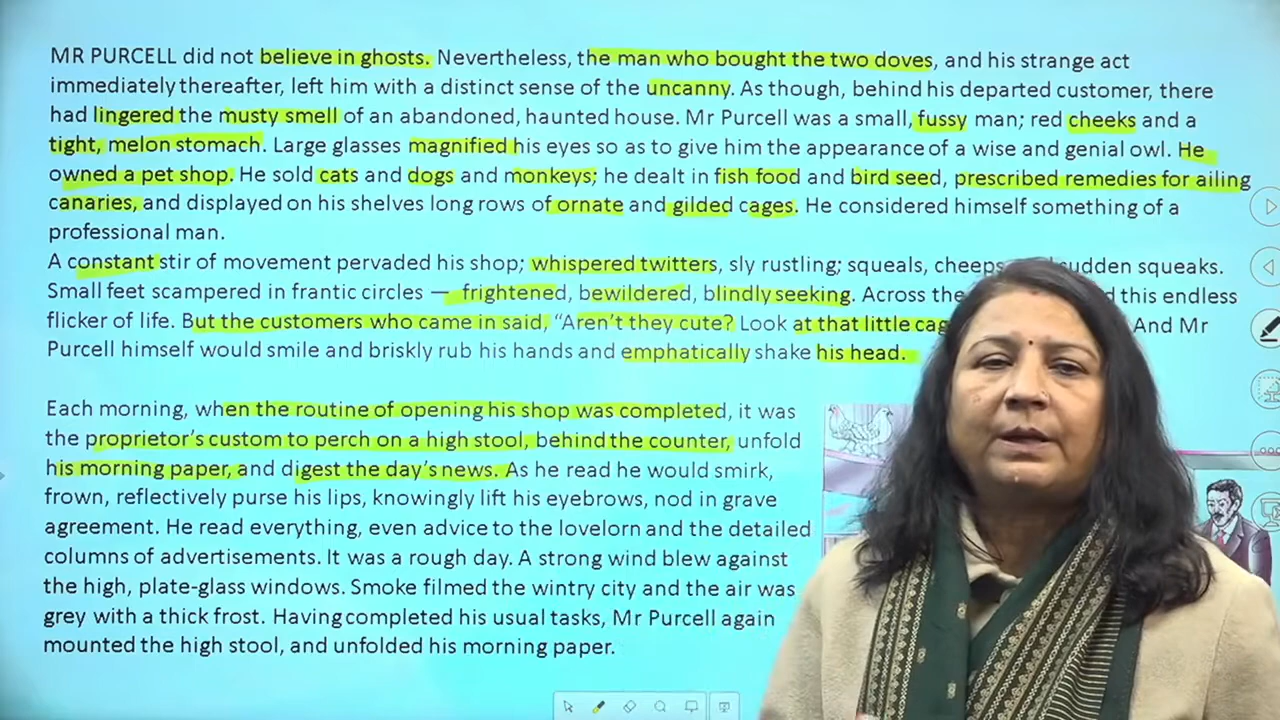 MR PURCELL did not believe in ghosts. Nevertheless, the man who bought the two doves, and his strange act
immediately thereafter, left him with a distinct sense of the uncanny. As though, behind his departed customer, there
had lingered the musty smell of an abandoned, haunted house. Mr Purcell was a small, fussy man; red cheeks and a
tight, melon stomach. Large glasses magnified his eyes so as to give him the appearance of a wise and genial owl. He
owned a pet shop. He sold cats and dogs and monkeys; he dealt in fish food and bird seed, prescribed remedies for ailing
canaries, and displayed on his shelves long rows of ornate and gilded cages. He considered himself something of a
professional man.
A constant stir of movement pervaded his shop; whispered twitters, sly rustling; squeals, cheeps sudden squeaks.
Small feet scampered in frantic circles — frightened, bewildered, blindly seeking. Across the this endless
flicker of life. But the customers who came in said, “Aren’t they cute? Look at that little And Mr
Purcell himself would smile and briskly rub his hands and emphatically shake his head.
Each morning, when the routine of opening his shop was completed, it was
the proprietor’s custom to perch on a high stool, behind the counter, unfold
his morning paper, and digest the day’s news. As he read he would smirk,
frown, reflectively purse his lips, knowingly lift his eyebrows, nod in grave
agreement. He read everything, even advice to the lovelorn and the detailed
columns of advertisements. It was a rough day. A strong wind blew against
the high, plate-glass windows. Smoke filmed the wintry city and the air was
grey with a thick frost. Having completed his usual tasks, Mr Purcell again
mounted the high stool, and unfolded his morning paper.